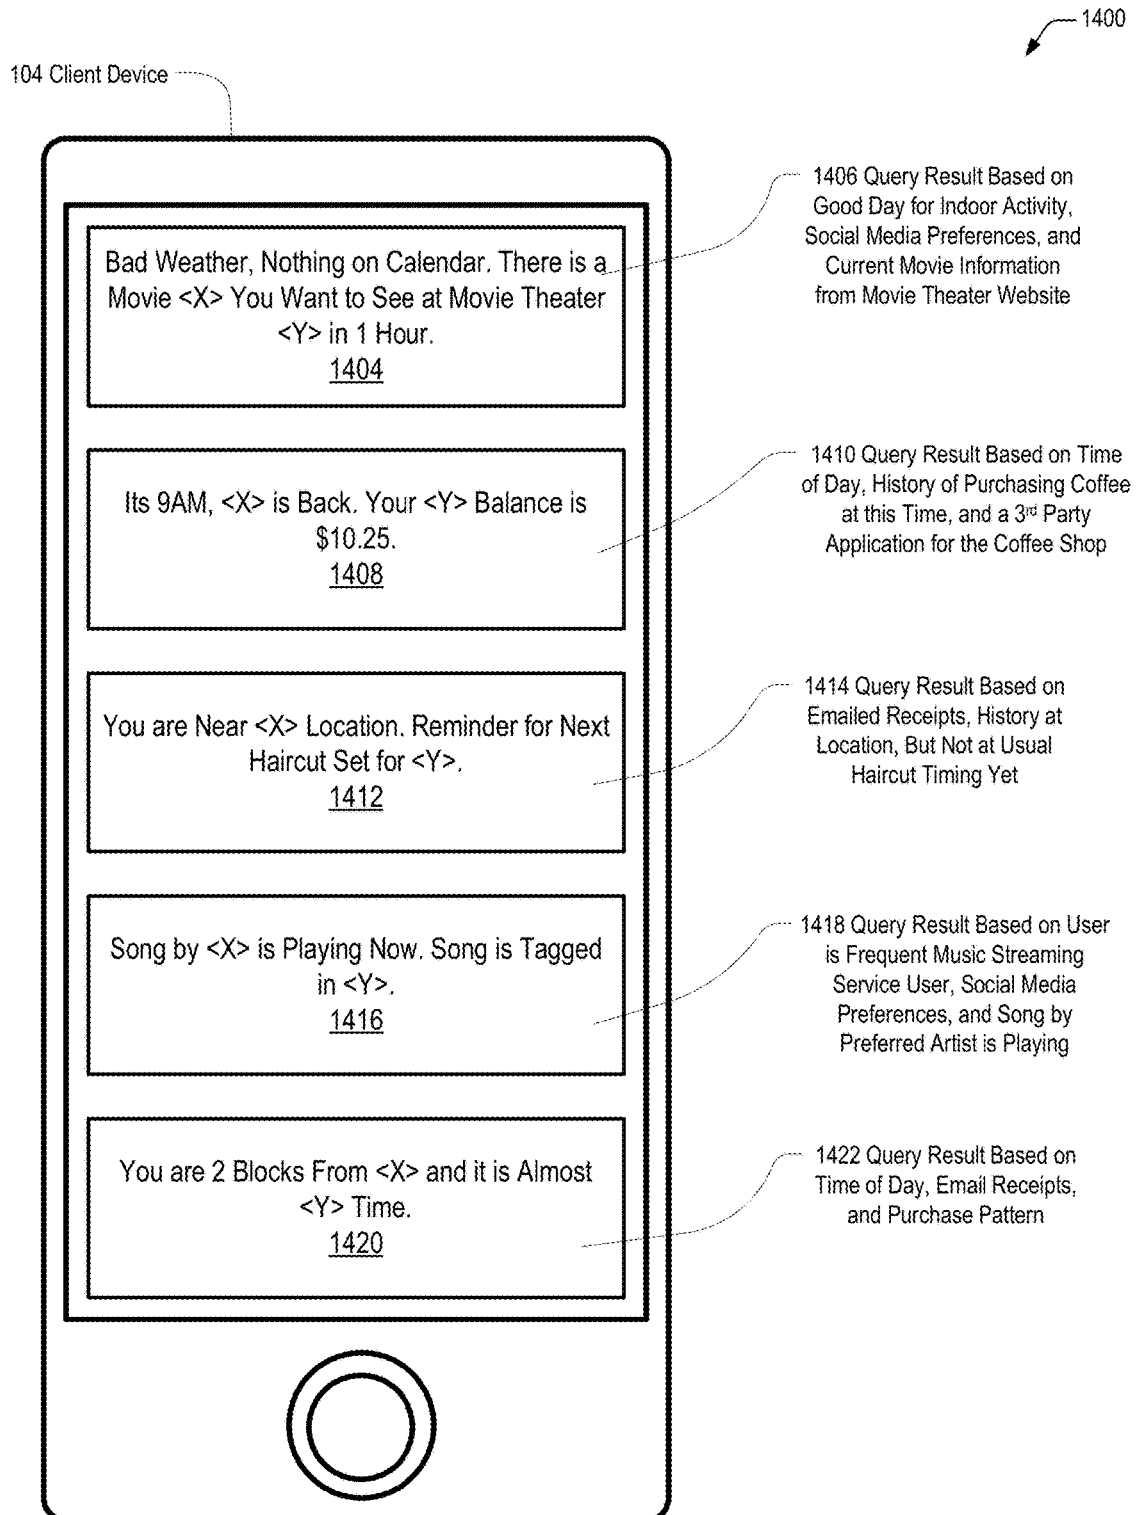 1400
104 Client Device
1406 Query Result Based on
Good Day for Indoor Activity,
Social Media Preferences, and
Current Movie Information
from Movie Theater Website
Bad Weather, Nothing on Calendar. There is a
Movie <X> You Want to See at Movie Theater
<Y> in 1 Hour.
1404
1410 Query Result Based on Time
of Day, History of Purchasing Coffee
at this Time, and a 3rd Party
Application for the Coffee Shop
Its 9AM, <X> is Back. Your <Y> Balance is
$10.25.
1408
1414 Query Result Based on
Emailed Receipts, History at
Location, But Not at Usual
Haircut Timing Yet
You are Near <X> Location. Reminder for Next
Haircut Set for <Y>.
1412
1418 Query Result Based on User
is Frequent Music Streaming
Service User, Social Media
Preferences, and Song by
Preferred Artist is Playing
Song by <X> is Playing Now. Song is Tagged
in <Y>.
1416
1422 Query Result Based on
Time of Day, Email Receipts,
and Purchase Pattern
You are 2 Blocks From <X> and it is Almost
<Y> Time.
1420